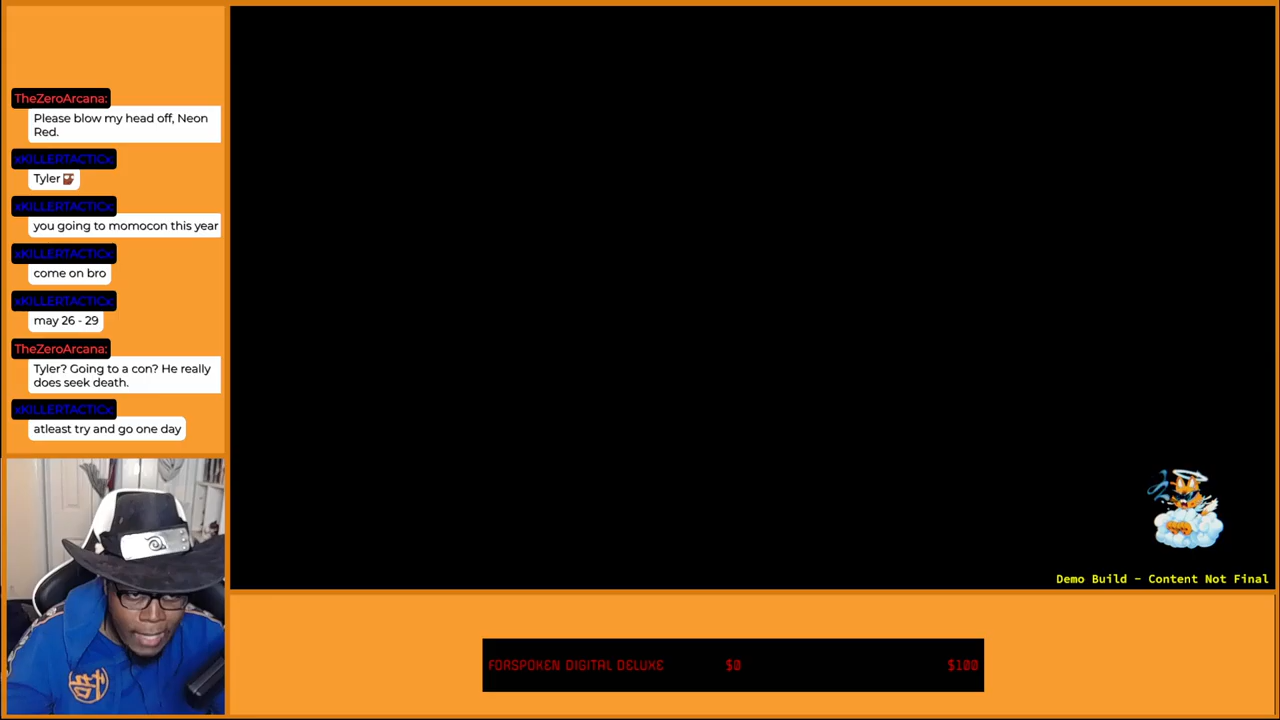 TheZeroArcana:
Please blow my head off, Neon
Red.
xKILLERTACTICx:
Tyler
xKILLERTACTICx:
you going to momocon this year
xKILLERTACTICx:
come on bro
xKILLERTACTICx:
may 26 - 29
TheZeroArcana:
Tyler? Going to a con? He really
does seek death.
xKILLERTACTICx:
atleast try and go one day
Demo Build - Content Not Final
FORSPOKEN DIGITAL DELUXE $0 $100